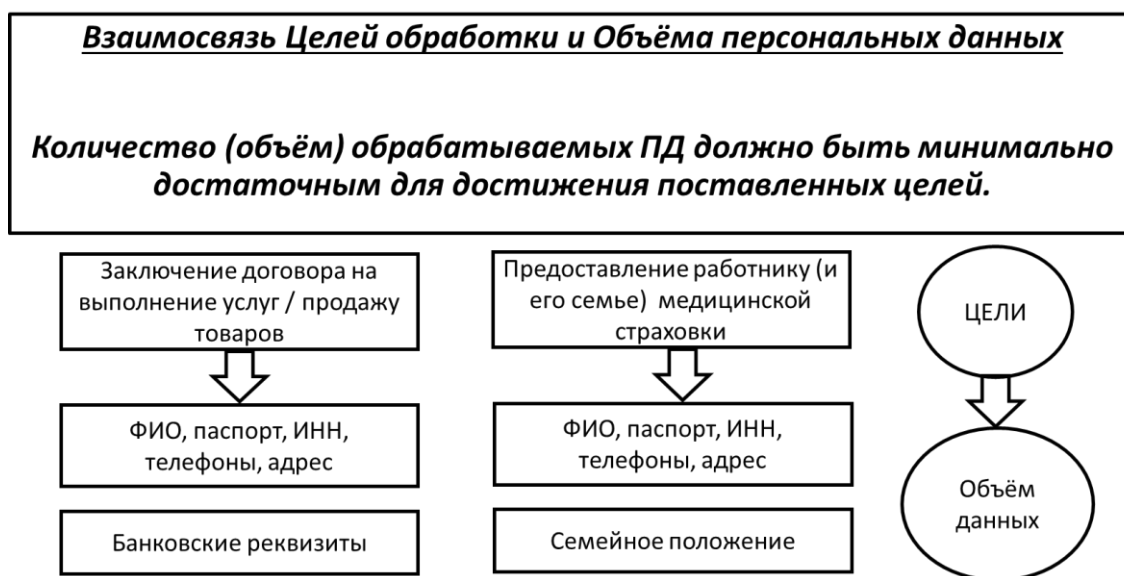 Взаимосвязь Целей обработки и Объёма персональных данных
Количество (объём) обрабатываемых ПД должно быть минимально
достаточным для достижения поставленных целей.
Заключение договора на
выполнение услуг / продажу
товаров
ФИО, паспорт, ИНН,
телефоны, адрес
Банковские реквизиты
Предоставление работнику (и
его семье) медицинской
страховки
ФИО, паспорт, ИНН,
телефоны, адрес
Семейное положение
ЦЕЛИ
Объём
данных